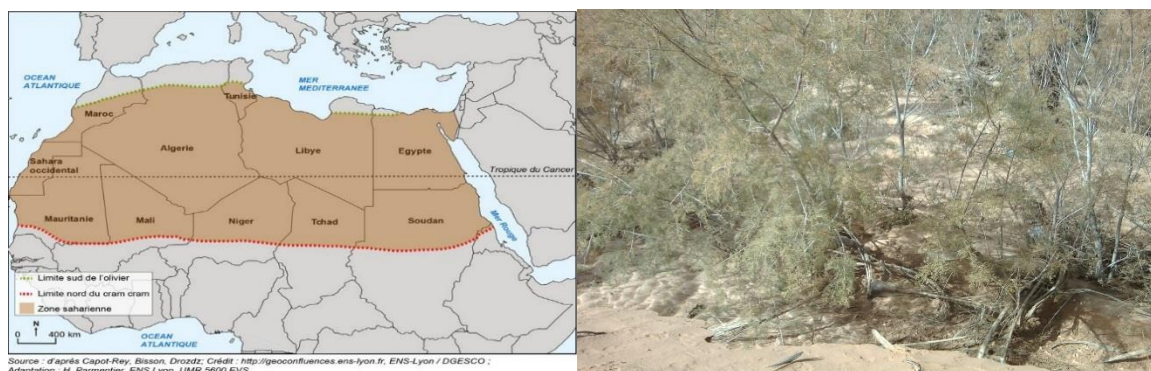 OCEAN
ATLANTIQUE
MER
MEDITERRANEE
Tunisie
Maroc
Algerie
Libye
Egypte
Sahara
occidental
Tropique du Cancer
Mauritanie
Mali
Niger
Tchad
Soudan
Mer Rouge
Limite sud de l'olivier
Limite nord du cram cram
Zone saharienne
N
0 400 km
OCEAN
ATLANTIQUE
Source : d'après Capot-Rey, Bisson, Drozdz; Crédit : http://geoconfluences.ens-lyon.fr, ENS-Lyon / DGESCO ;
Adaptation : H. Parmentier, ENS Lyon, UMR 5600 EVS